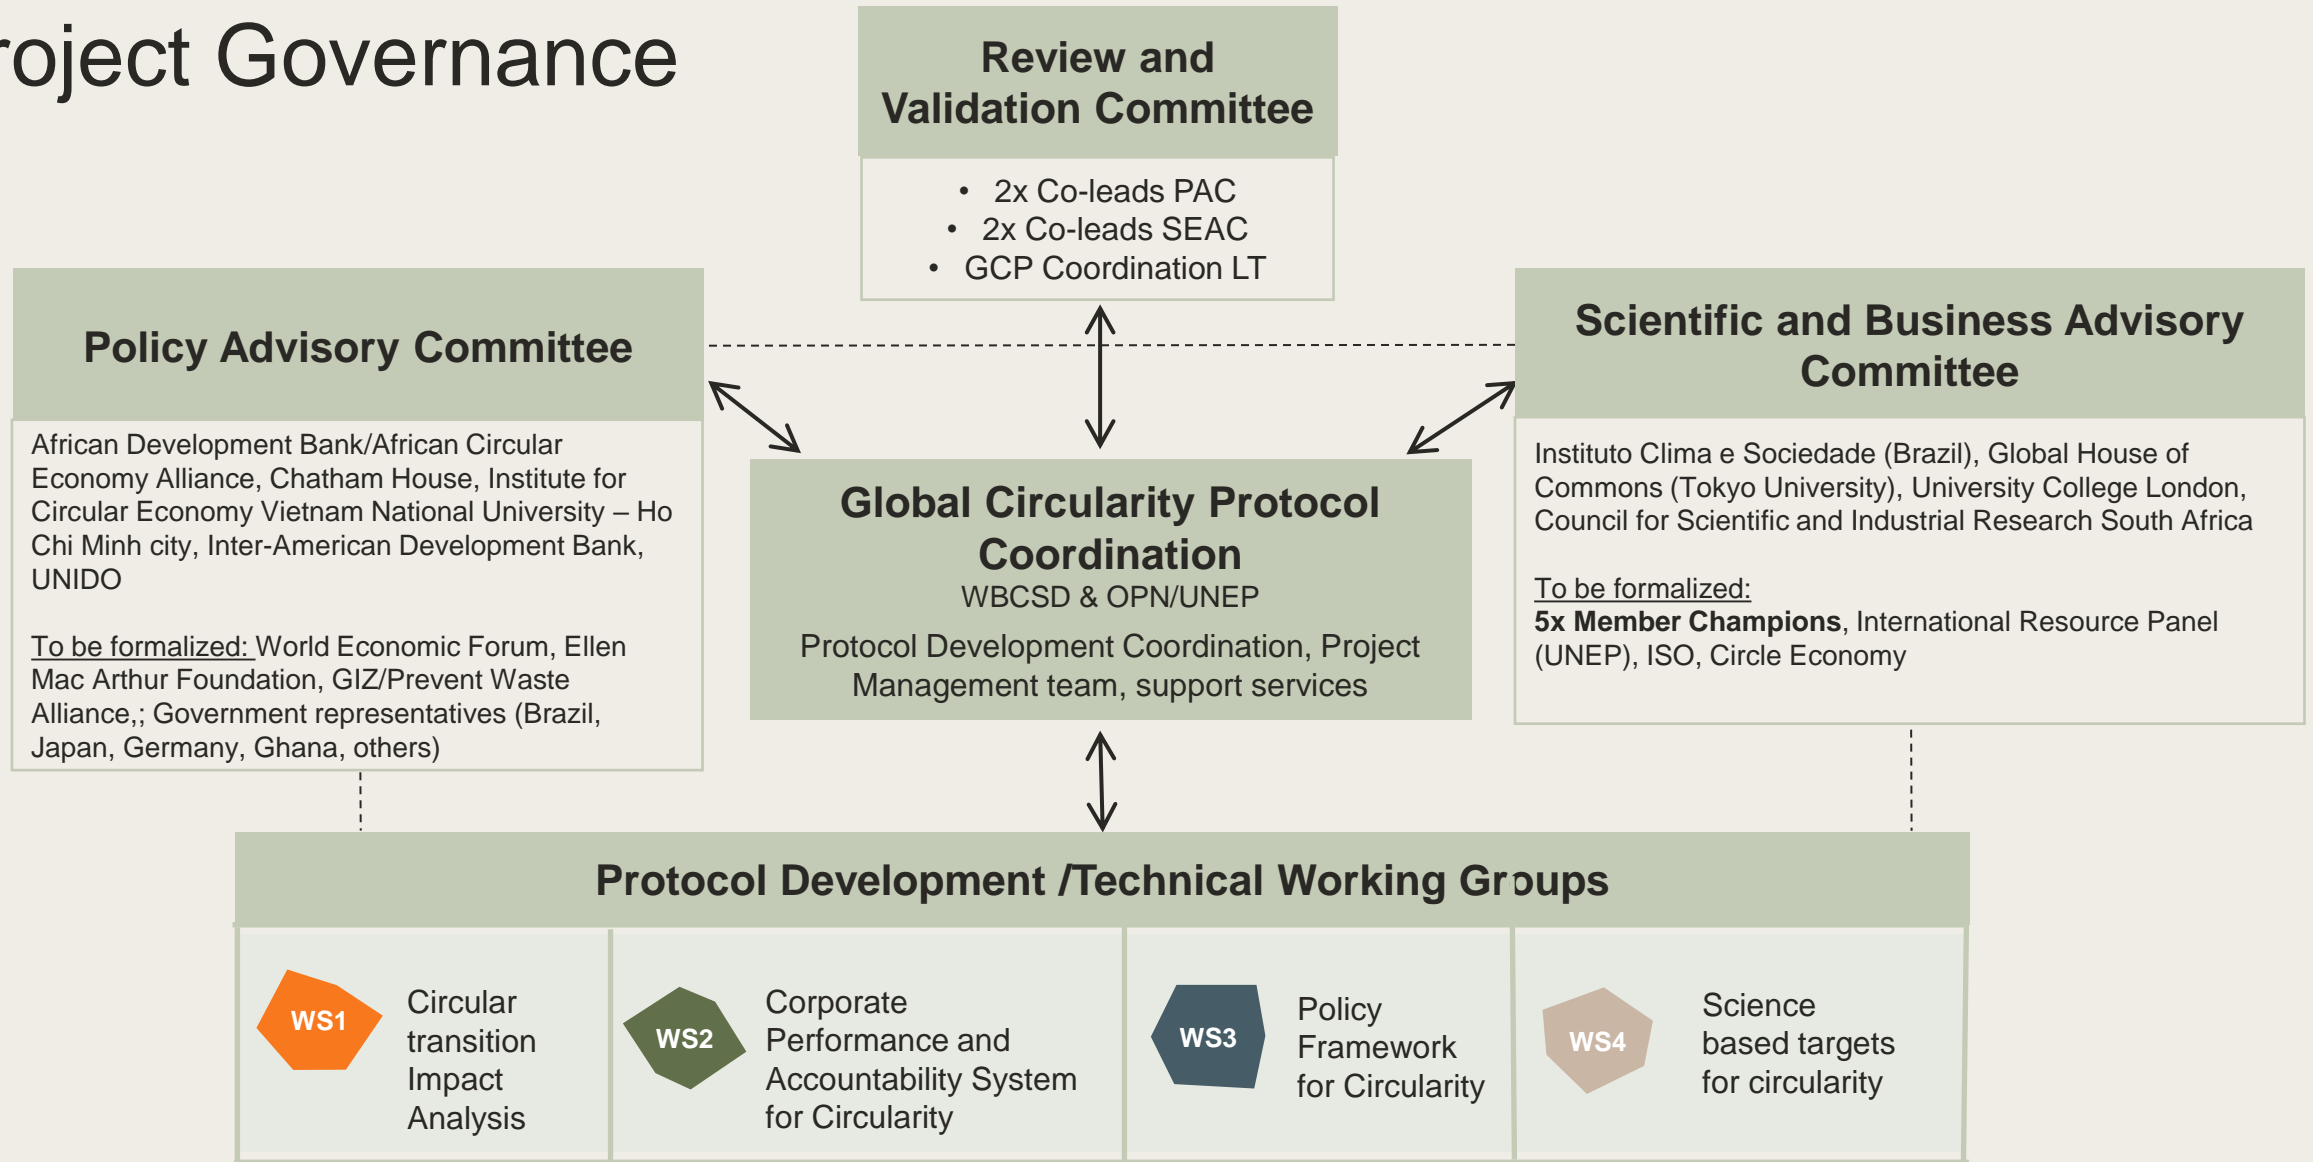 roject Governance
Review and
Validation Committee
• 2x Co-leads PAC
• 2x Co-leads SEAC
• GCP Coordination LT
Policy Advisory Committee
African Development Bank/African Circular
Economy Alliance, Chatham House, Institute for
Circular Economy Vietnam National University – Ho
Chi Minh city, Inter-American Development Bank,
UNIDO
To be formalized: World Economic Forum, Ellen
Mac Arthur Foundation, GIZ/Prevent Waste
Alliance,; Government representatives (Brazil,
Japan, Germany, Ghana, others)
Global Circularity Protocol
Coordination
WBCSD & OPN/UNEP
Protocol Development Coordination, Project
Management team, support services
Scientific and Business Advisory
Committee
Instituto Clima e Sociedade (Brazil), Global House of
Commons (Tokyo University), University College London,
Council for Scientific and Industrial Research South Africa
To be formalized:
5x Member Champions, International Resource Panel
(UNEP), ISO, Circle Economy
Protocol Development /Technical Working Groups
WS1
Circular
transition
Impact
Analysis
WS2
Corporate
Performance and
Accountability System
for Circularity
WS3
Policy
Framework
for Circularity
WS4
Science
based targets
for circularity